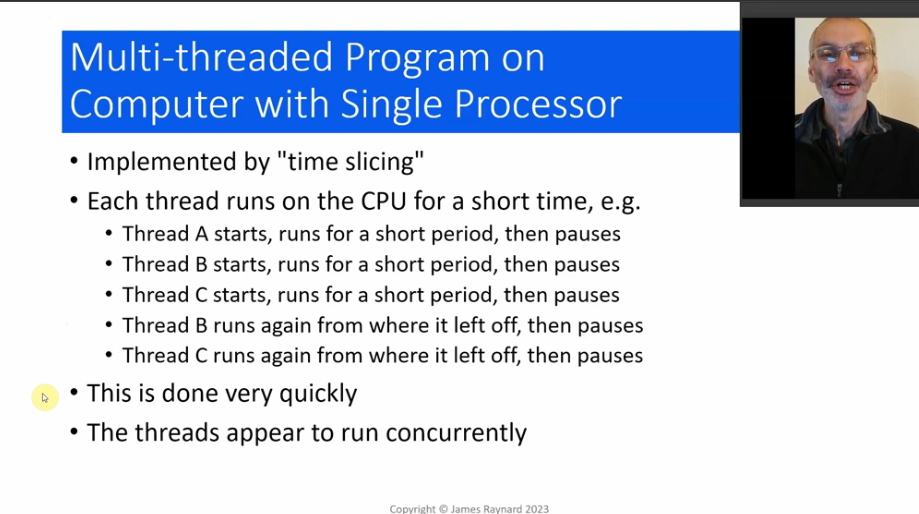 Multi-threaded Program on
Computer with Single Processor
• Implemented by "time slicing"
• Each thread runs on the CPU for a short time, e.g.
• Thread A starts, runs for a short period, then pauses
• Thread B starts, runs for a short period, then pauses
• Thread C starts, runs for a short period, then pauses
• Thread B runs again from where it left off, then pauses
• Thread C runs again from where it left off, then pauses
• This is done very quickly
• The threads appear to run concurrently
Copyright © James Raynard 2023